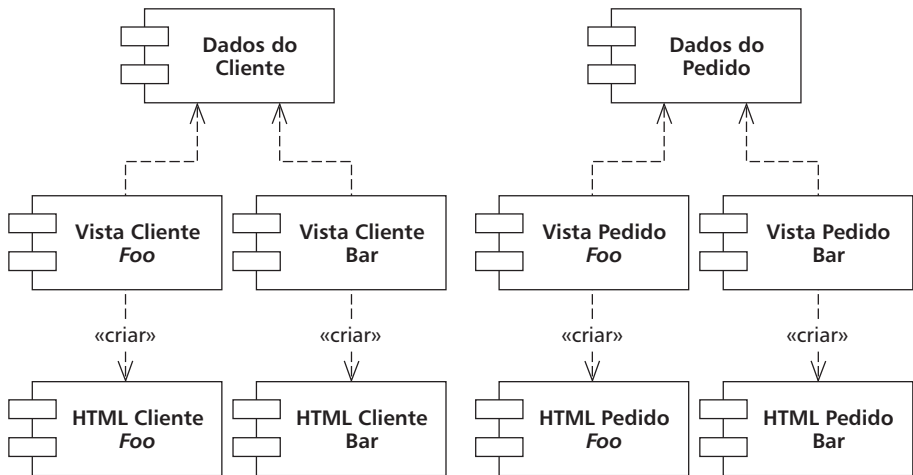 Dados do
Cliente
Dados do
Pedido
Vista Cliente
Foo
Vista Cliente
Bar
Vista Pedido
Foo
Vista Pedido
Bar
«criar»
«criar»
«criar»
«criar»
HTML Cliente
Foo
HTML Cliente
Bar
HTML Pedido
Foo
HTML Pedido
Bar